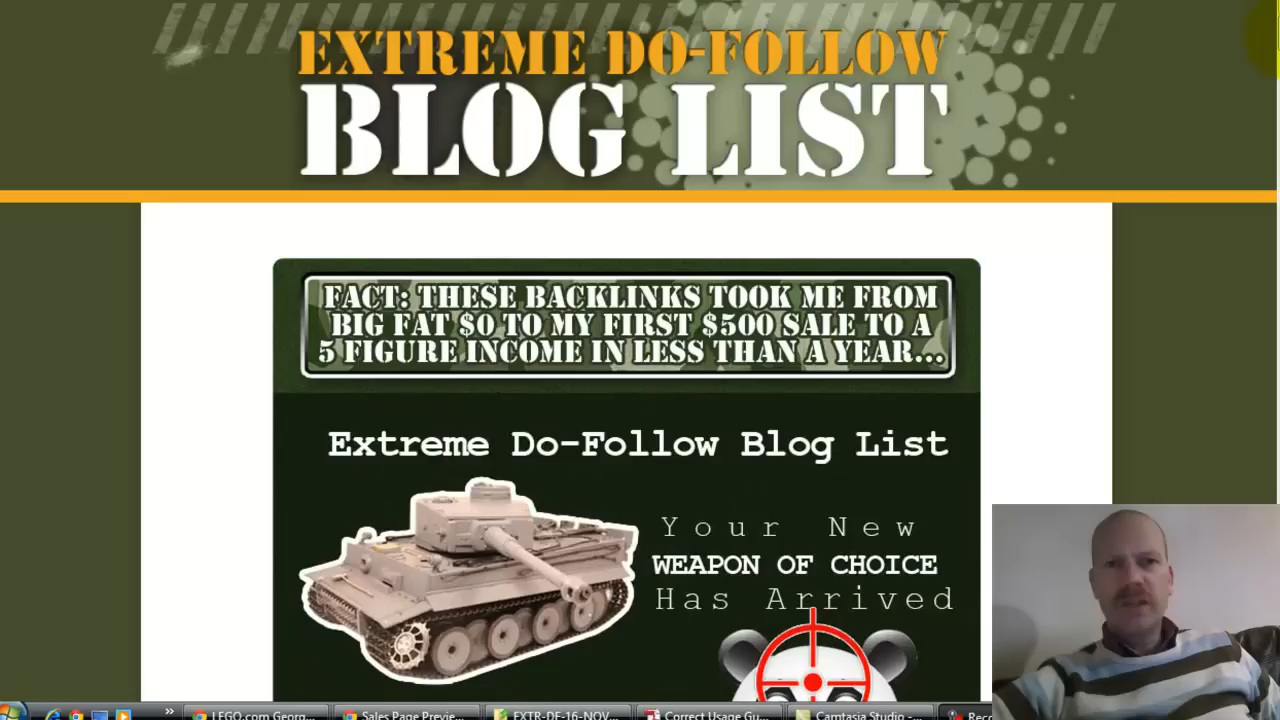 EXTREME DO-FOLLOW
BLOG LIST
FACT: THESE BACKLINKS TOOK ME FROM
BIG FAT $0 TO MY FIRST $500 SALE TO A
5 FIGURE INCOME IN LESS THAN A YEAR...
Extreme Do-Follow Blog List
Your New
WEAPON OF CHOICE
Has Arrived
LEGO.com Georg... Sales Page Previe... EXTR-DE-16-NOV... Correct Usage Gu... Camtasia Studio -... Reco